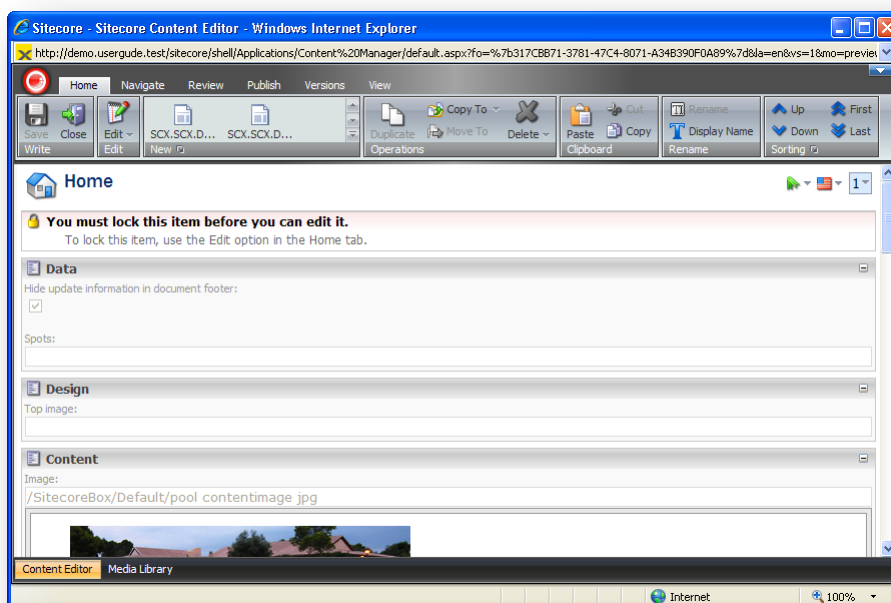 Sitecore - Sitecore Content Editor - Windows Internet Explorer
http://demo.usergude.test/sitecore/shell/Applications/Content%20Manager/default.aspx?fo=%7b317CBB71-3781-47C4-8071-A34B390F0A89%7d&la=en&vs=1&mo=preview
Home Navigate Review Publish Versions View
Save Close Edit SCX.SCX.D... SCX.SCX.D... Duplicate Copy To Move To Delete Paste Cut Copy Rename Display Name Up Down First Last
Write Edit New Operations Clipboard Rename Sorting
Home 1
You must lock this item before you can edit it.
To lock this item, use the Edit option in the Home tab.
Data
Hide update information in document footer:
Spots:
Design
Top image:
Content
Image:
/SitecoreBox/Default/pool contentimage jpg
Content Editor Media Library
Internet 100%